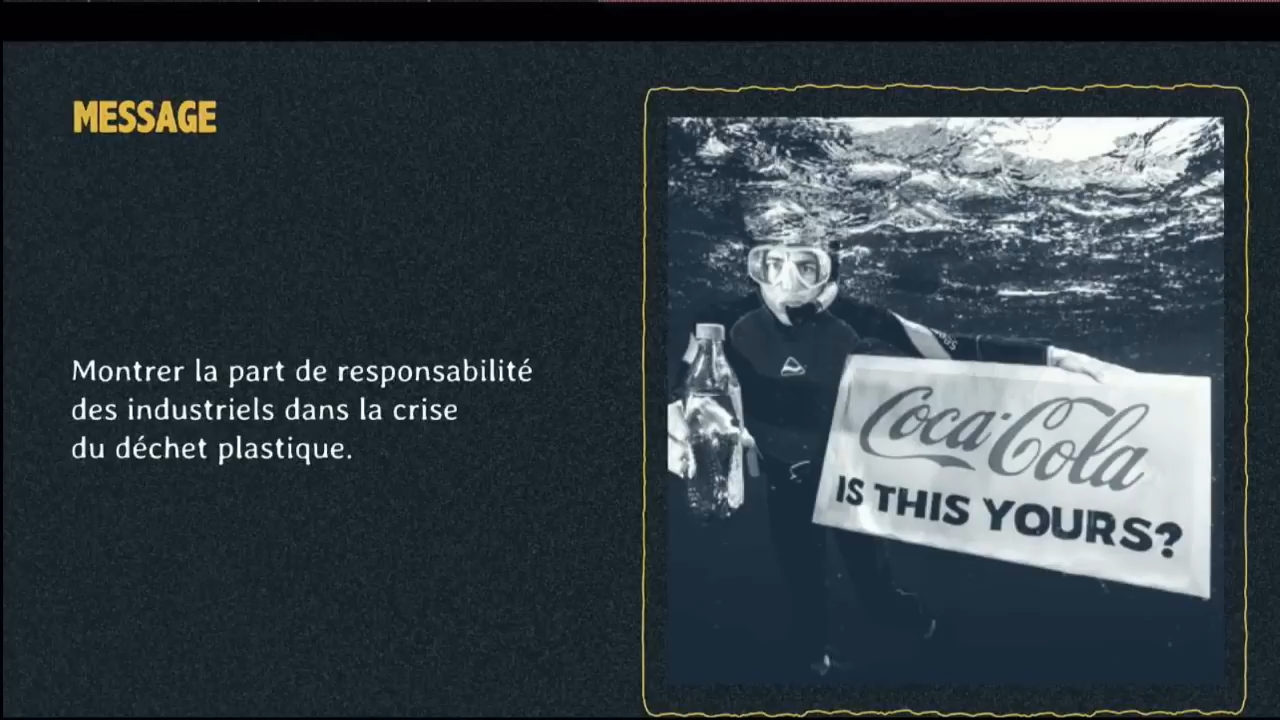 MESSAGE
Montrer la part de responsabilité
des industriels dans la crise
du déchet plastique.
Coca-Cola
IS THIS YOURS?